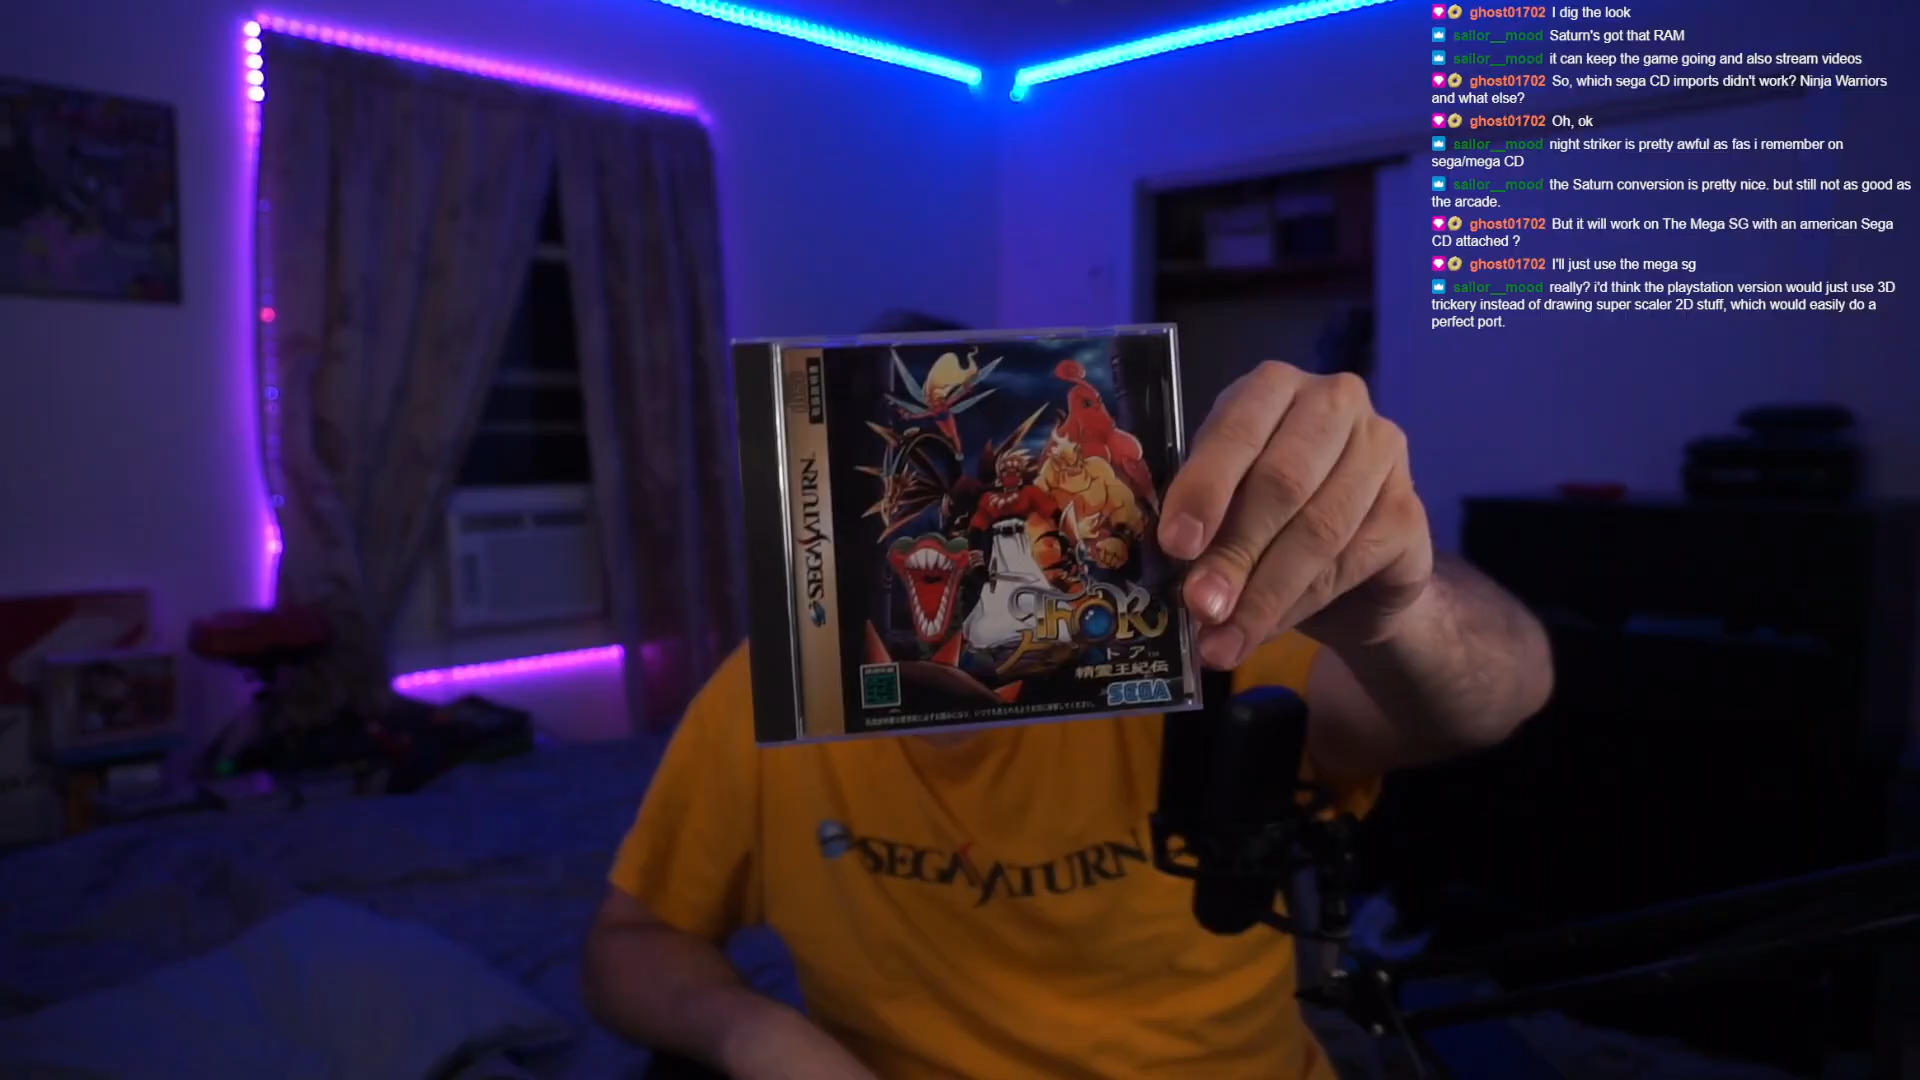 ghost01702 I dig the look
sailor__mood Saturn's got that RAM
sailor__mood it can keep the game going and also stream videos
ghost01702 So, which sega CD imports didn't work? Ninja Warriors
and what else?
ghost01702 Oh, ok
sailor__mood night striker is pretty awful as fas i remember on
sega/mega CD
sailor__mood the Saturn conversion is pretty nice. but still not as good as
the arcade.
ghost01702 But it will work on The Mega SG with an american Sega
CD attached ?
ghost01702 I'll just use the mega sg
sailor__mood really? i'd think the playstation version would just use 3D
trickery instead of drawing super scaler 2D stuff, which would easily do a
perfect port.
SEGA SATURN
THOR
トア
精霊王紀伝
SEGA
SEGA SATURN